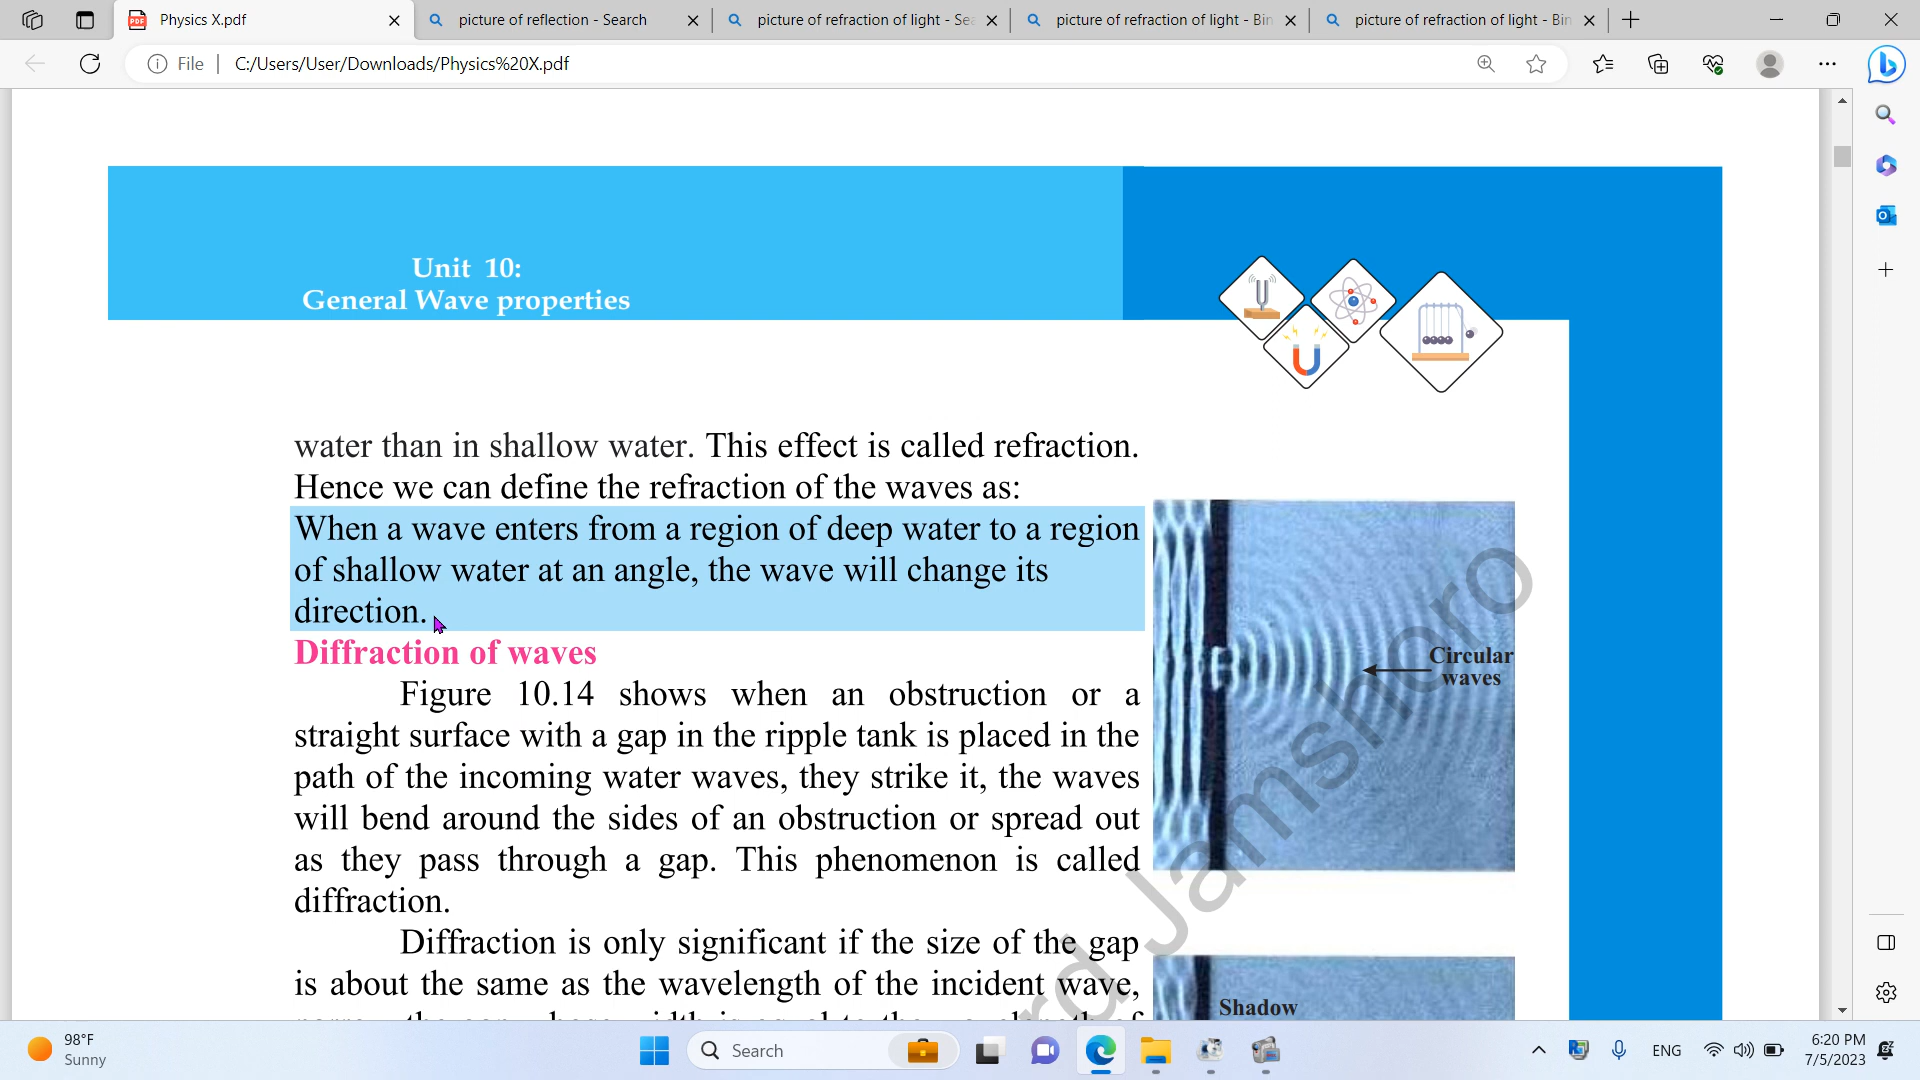 Physics X.pdf
picture of reflection - Search
picture of refraction of light - Sea
picture of refraction of light - Bin
picture of refraction of light - Bin
File
C:/Users/User/Downloads/Physics%20X.pdf
Unit 10:
General Wave properties
water than in shallow water. This effect is called refraction.
Hence we can define the refraction of the waves as:
When a wave enters from a region of deep water to a region
of shallow water at an angle, the wave will change its
direction.
Diffraction of waves
Figure 10.14 shows when an obstruction or a
straight surface with a gap in the ripple tank is placed in the
path of the incoming water waves, they strike it, the waves
will bend around the sides of an obstruction or spread out
as they pass through a gap. This phenomenon is called
diffraction.
Diffraction is only significant if the size of the gap
is about the same as the wavelength of the incident wave,
Circular
waves
Shadow
rd Jamshoro
98°F
Sunny
Search
ENG
6:20 PM
7/5/2023